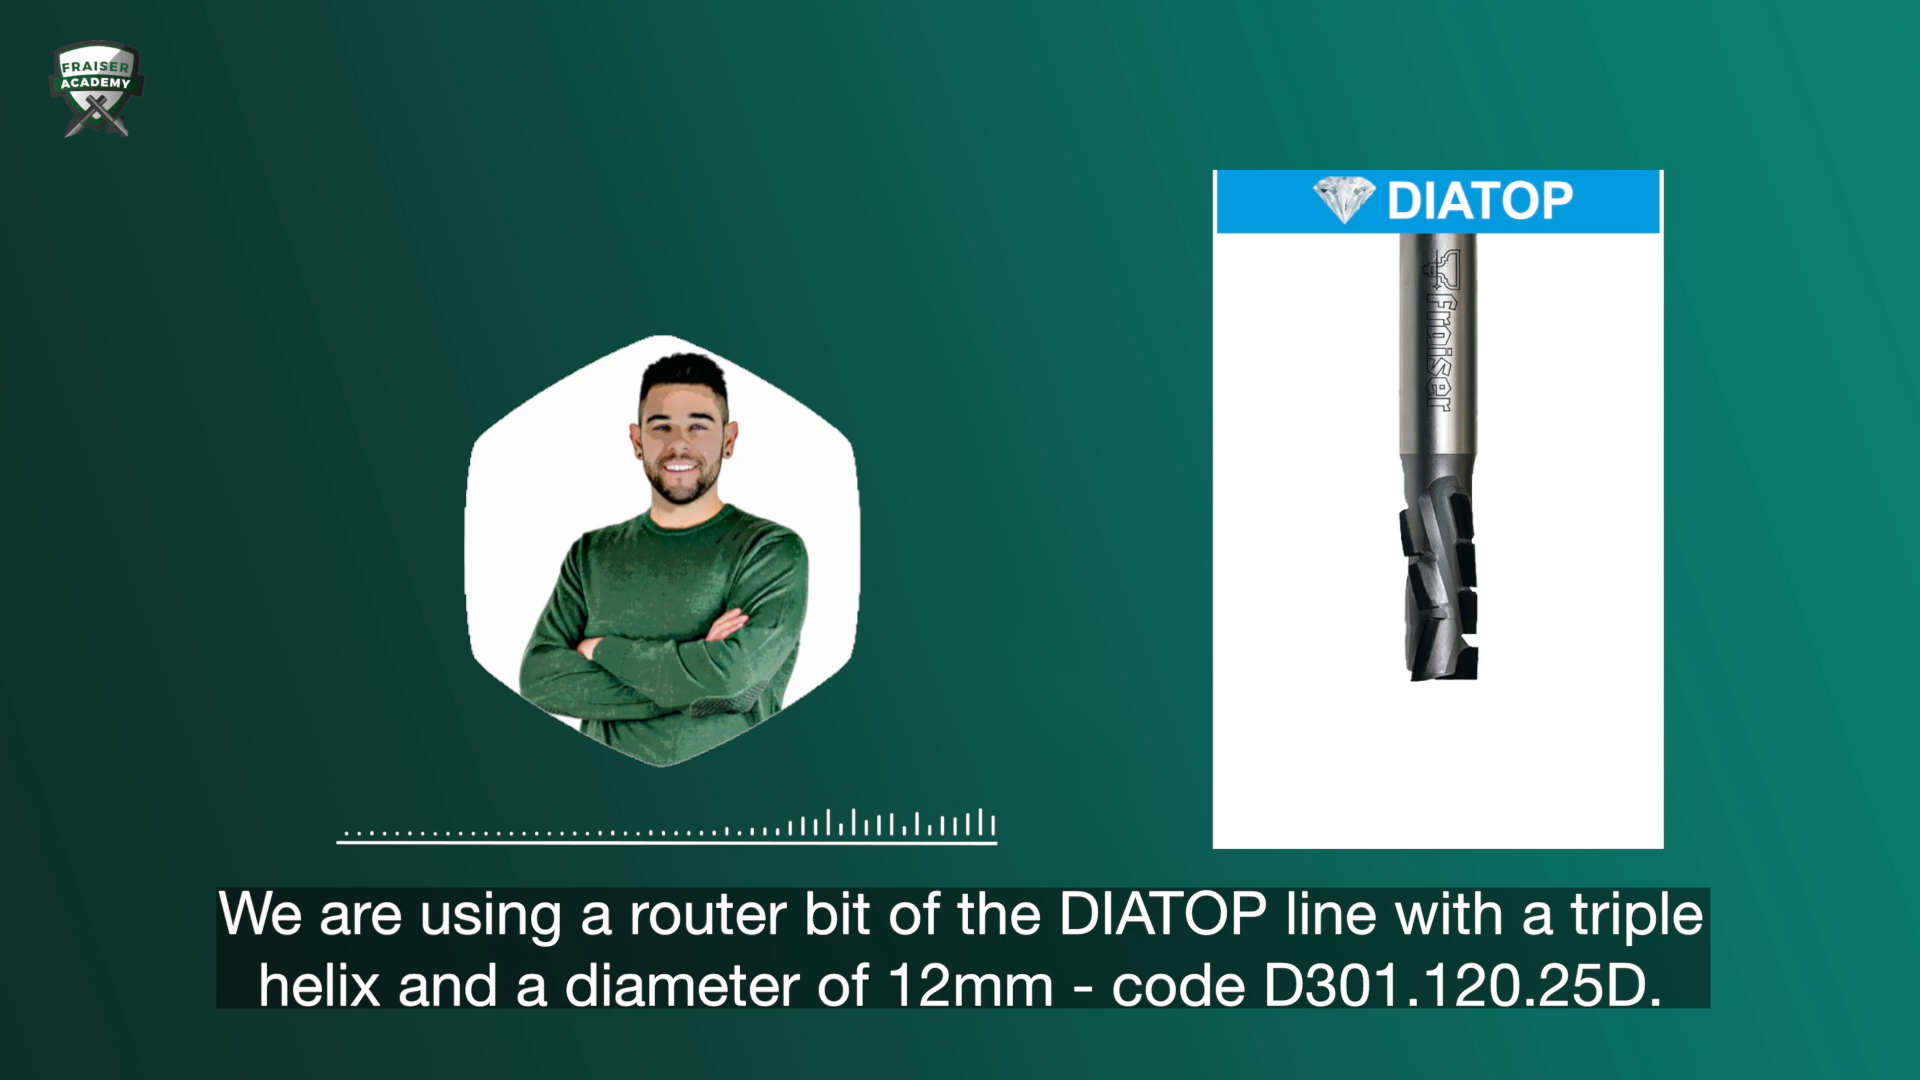 FRAISER
ACADEMY
DIATOP
fraiser
We are using a router bit of the DIATOP line with a triple
helix and a diameter of 12mm - code D301.120.25D.